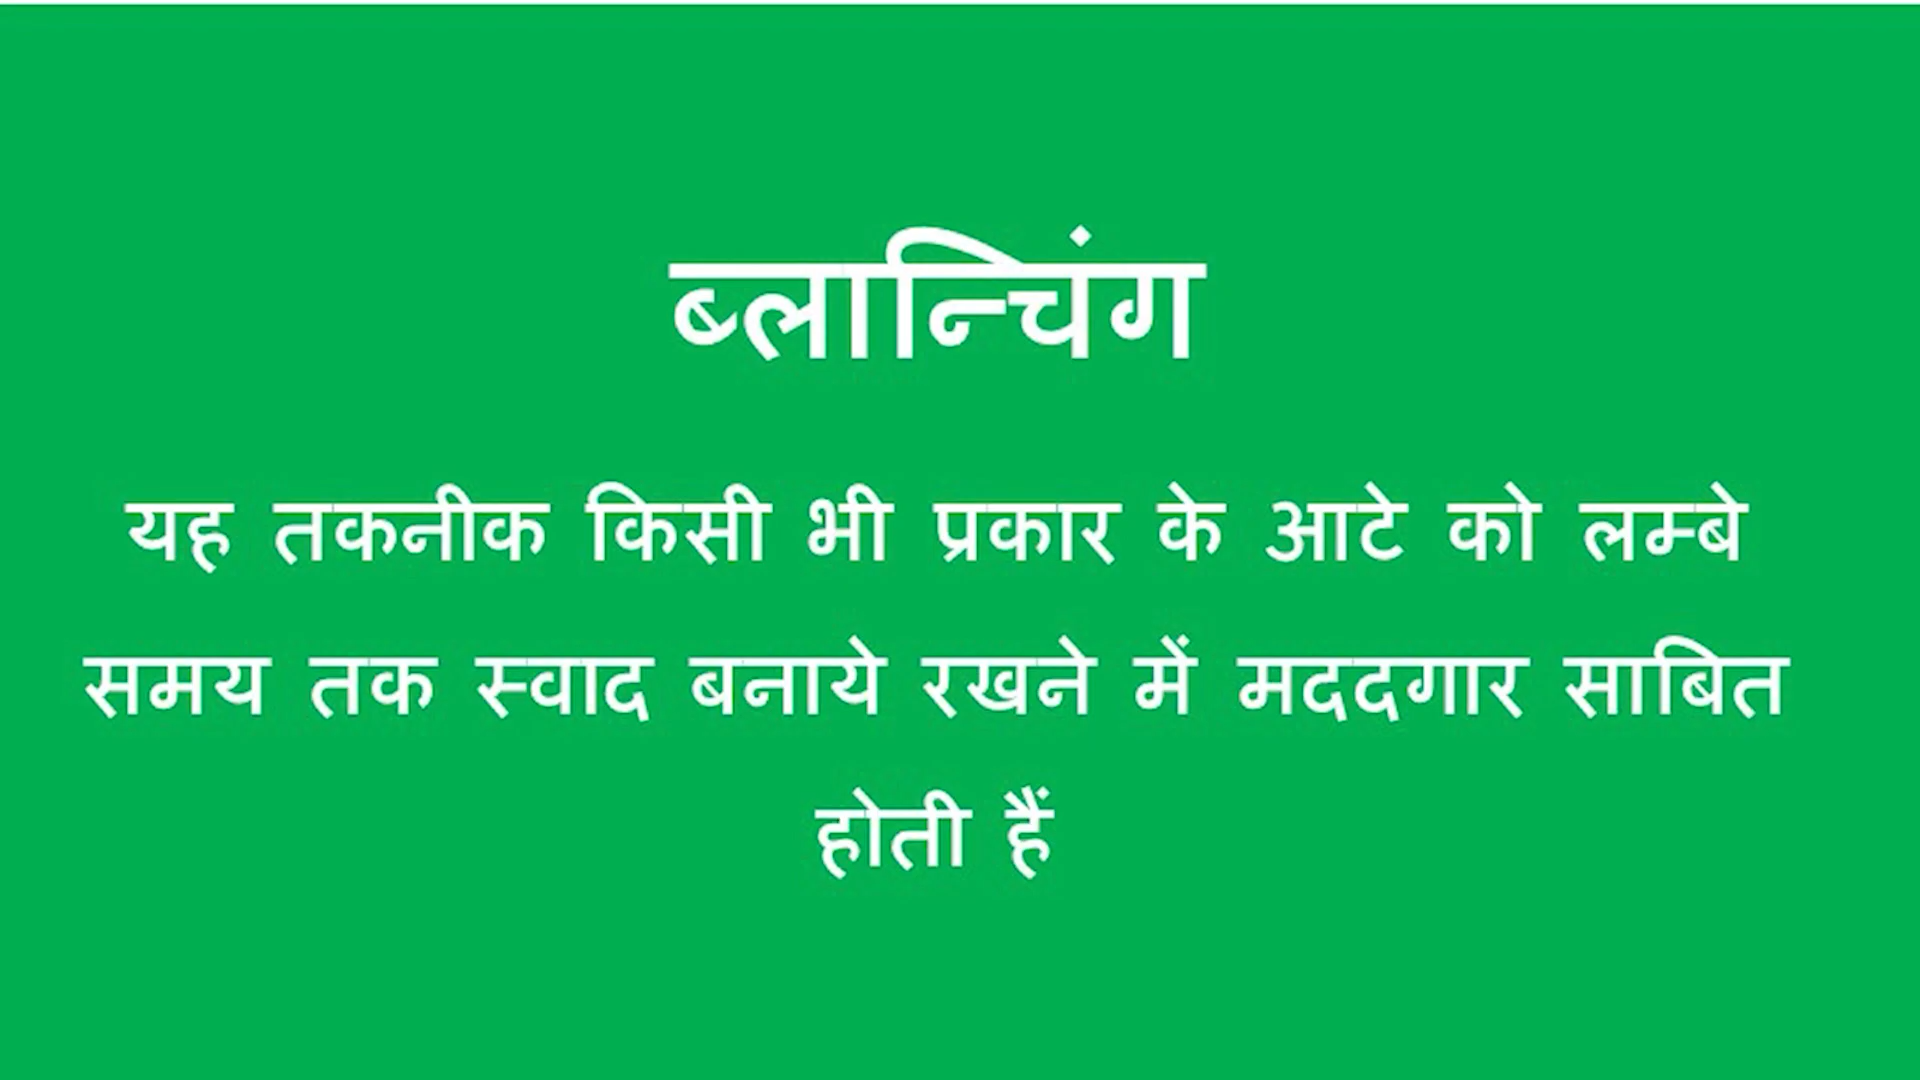 ब्लान्चिंग
यह तकनीक किसी भी प्रकार के आटे को लम्बे
समय तक स्वाद बनाये रखने में मददगार साबित
होती हैं